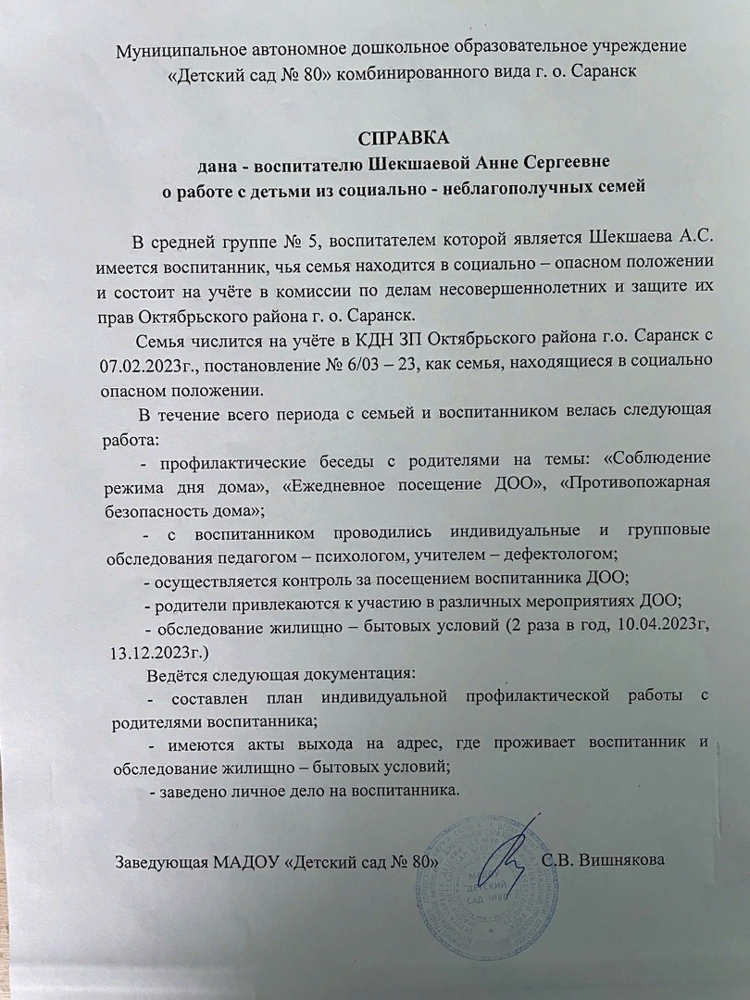 Муниципальное автономное дошкольное образовательное учреждение
«Детский сад № 80» комбинированного вида г. о. Саранск
СПРАВКА
дана - воспитателю Шекшаевой Анне Сергеевне
о работе с детьми из социально - неблагополучных семей
В средней группе № 5, воспитателем которой является Шекшаева А.С.
имеется воспитанник, чья семья находится в социально – опасном положении
и состоит на учёте в комиссии по делам несовершеннолетних и защите их
прав Октябрьского района г. о. Саранск.
Семья числится на учёте в КДН ЗП Октябрьского района г.о. Саранск с
07.02.2023г., постановление № 6/03 – 23, как семья, находящиеся в социально
опасном положении.
В течение всего периода с семьей и воспитанником велась следующая
работа:
- профилактические беседы с родителями на темы: «Соблюдение
режима дня дома», «Ежедневное посещение ДОО», «Противопожарная
безопасность дома»;
- с воспитанником проводились индивидуальные и групповые
обследования педагогом – психологом, учителем – дефектологом;
- осуществляется контроль за посещением воспитанника ДОО;
- родители привлекаются к участию в различных мероприятиях ДОО;
- обследование жилищно – бытовых условий (2 раза в год, 10.04.2023г,
13.12.2023г.)
Ведётся следующая документация:
- составлен план индивидуальной профилактической работы с
родителями воспитанника;
- имеются акты выхода на адрес, где проживает воспитанник и
обследование жилищно – бытовых условий;
- заведено личное дело на воспитанника.
Заведующая МАДОУ «Детский сад № 80» С.В. Вишнякова
МАДОУ
"ДЕТСКИЙ
САД №80"